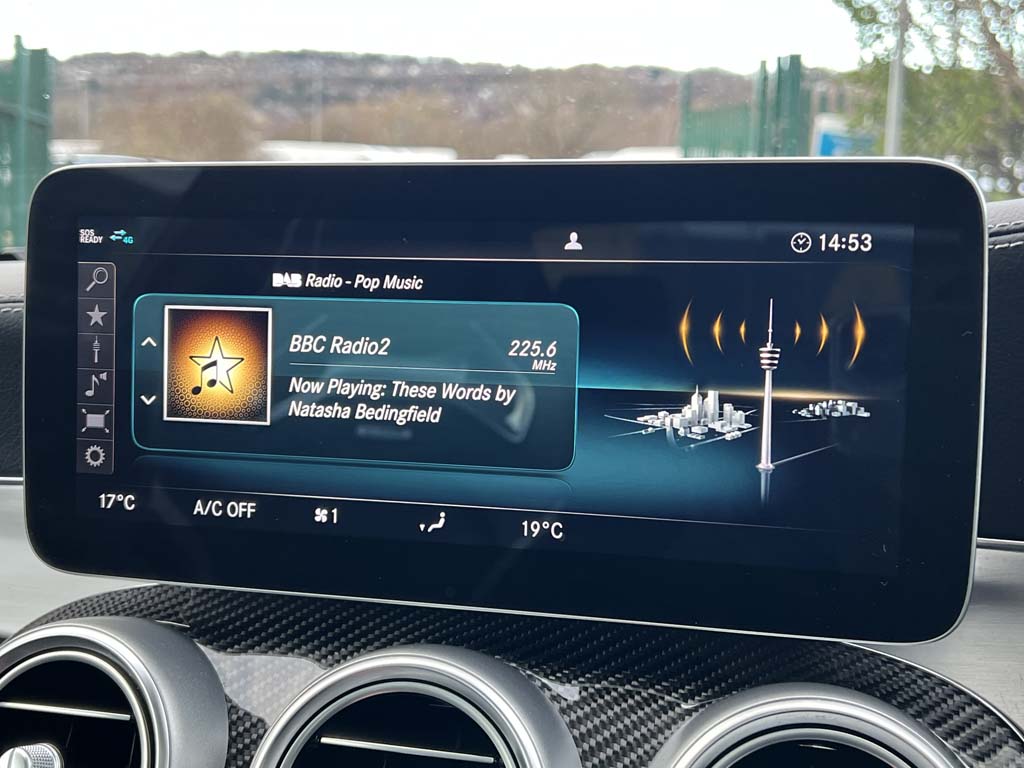 SOS
READY
4G
14:53
DAB Radio - Pop Music
BBC Radio2
225.6
MHz
Now Playing: These Words by
Natasha Bedingfield
17°C
A/C OFF
1
19°C